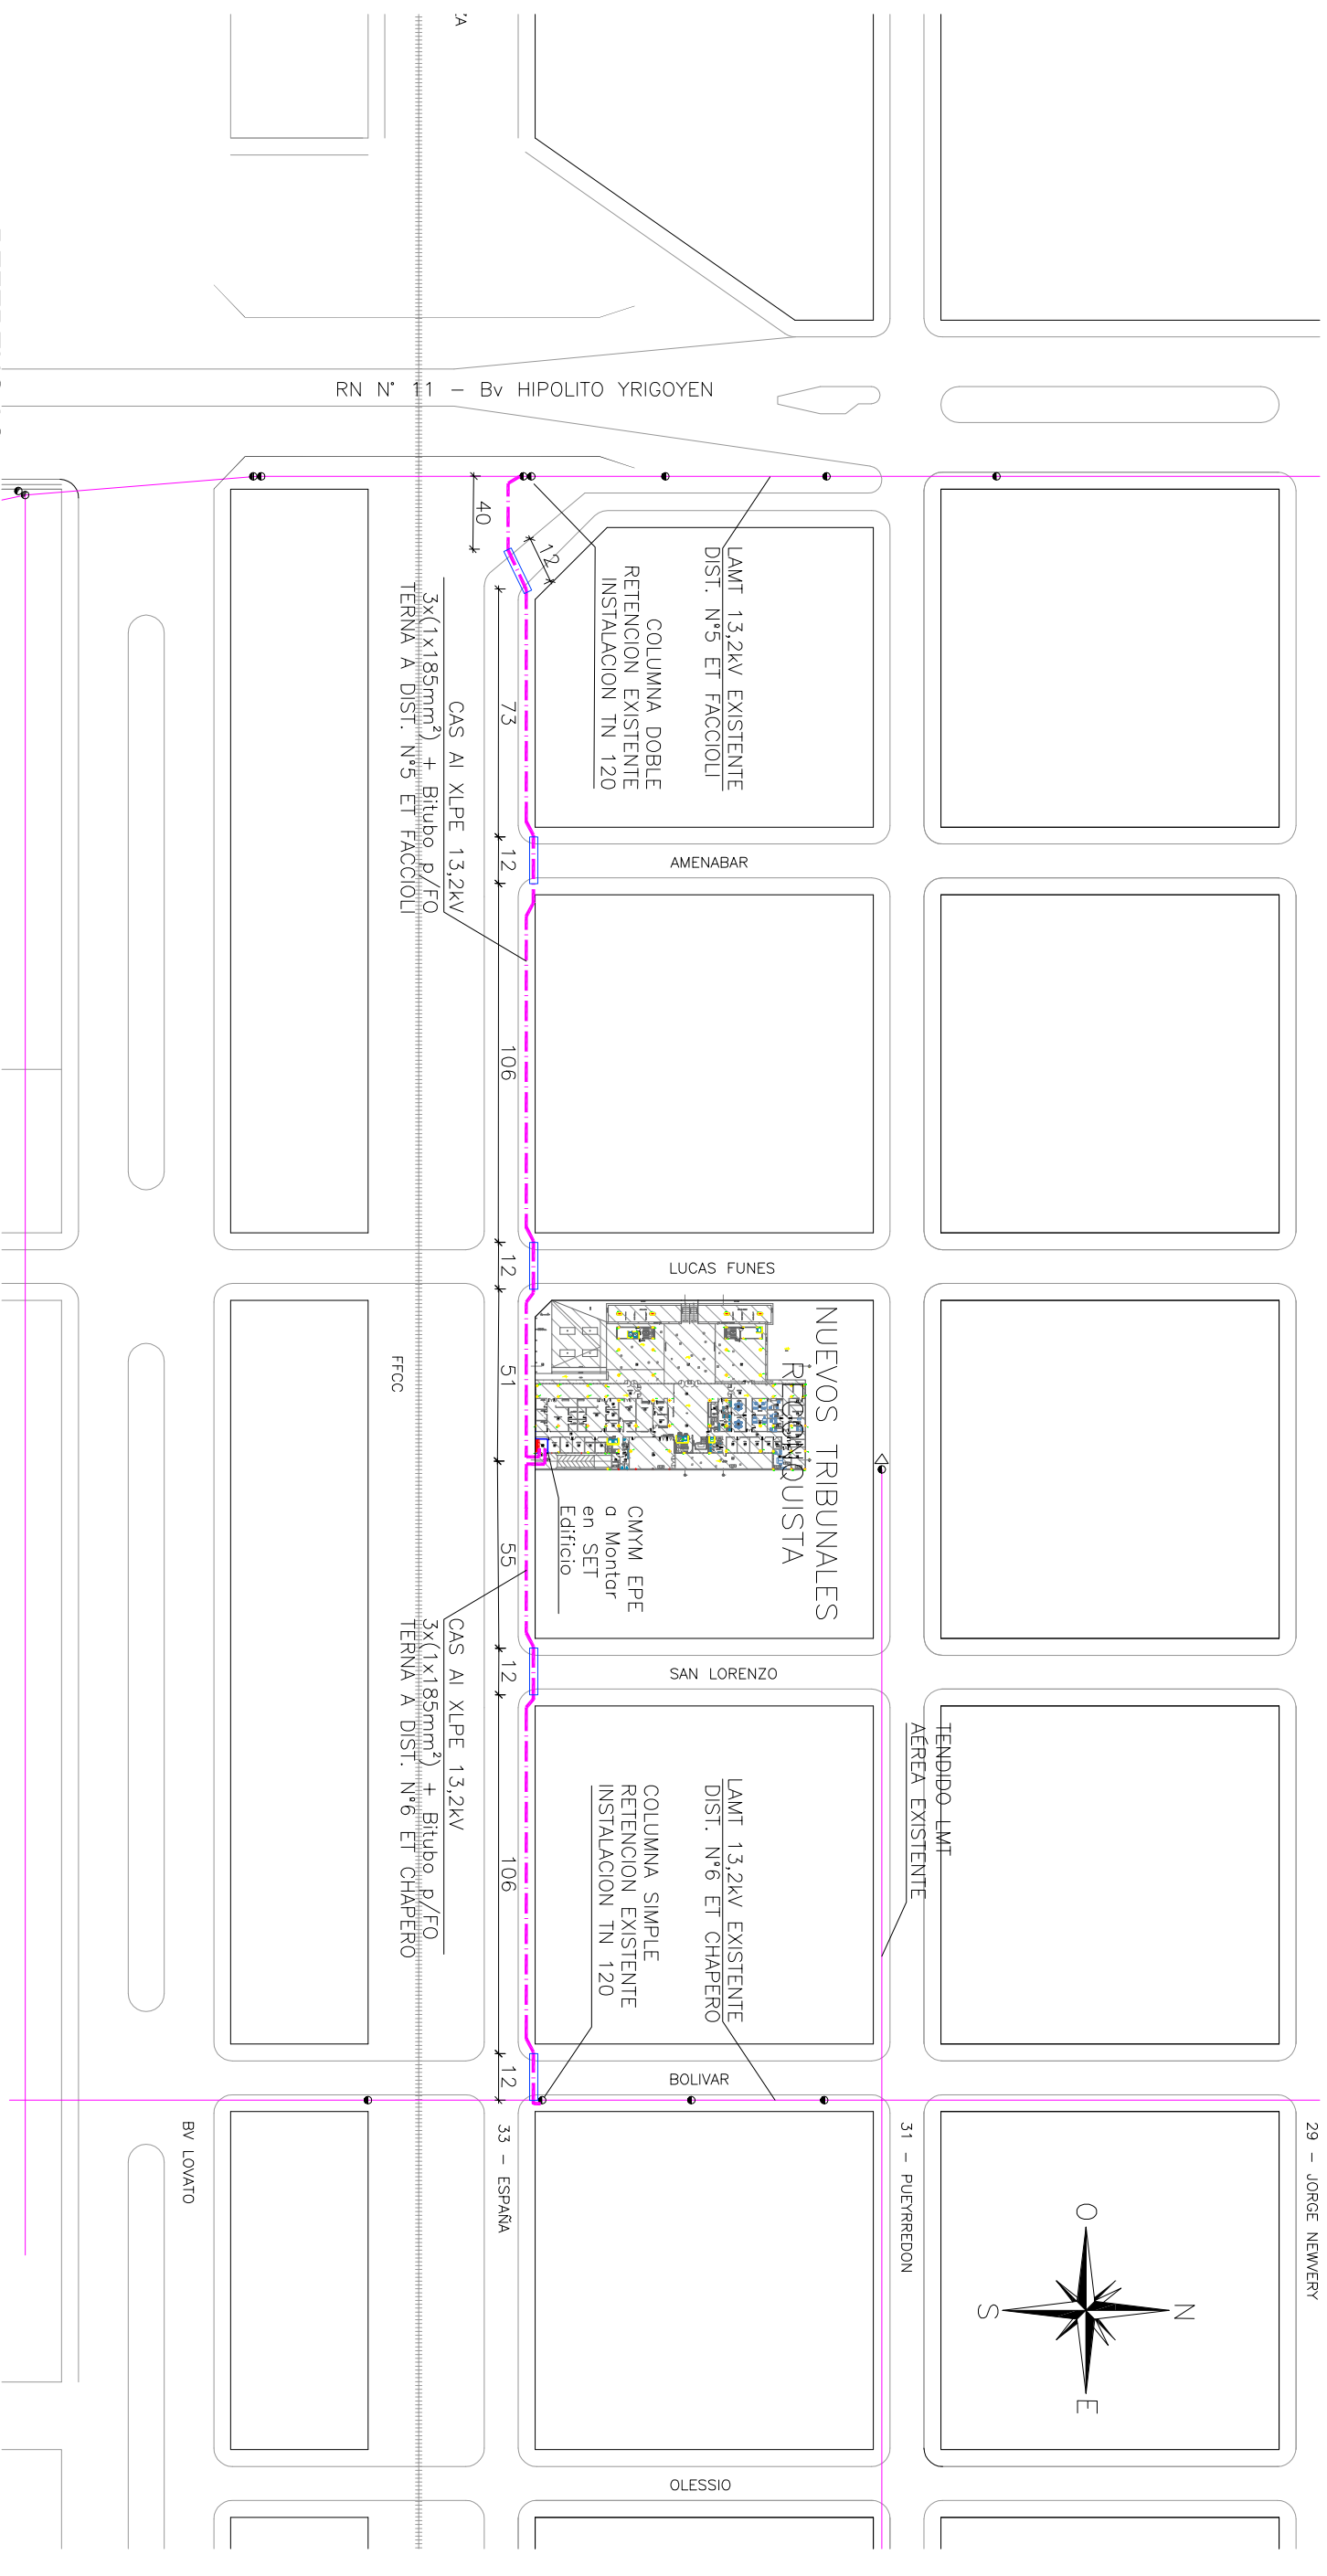 ZA
RN N° 11 - Bv HIPOLITO YRIGOYEN
40
12
LAMT 13,2kV EXISTENTE
DIST. N°5 ET FACCIOLI
COLUMNA DOBLE
RETENCION EXISTENTE
INSTALACION TN 120
CAS Al XLPE 13,2kV
3x(1x185mm²) + Bitubo p/FO
TERNA A DIST. N°5 ET FACCIOLI
73
12
AMENABAR
106
12
LUCAS FUNES
NUEVOS TRIBUNALES
RECONQUISTA
51
FFCC
CMYM EPE
a Montar
en SET
Edificio
55
CAS Al XLPE 13,2kV
3x(1x185mm²) + Bitubo p/FO
TERNA A DIST. N°6 ET CHAPERO
12
SAN LORENZO
TENDIDO LMT
AÉREA EXISTENTE
LAMT 13,2kV EXISTENTE
DIST. N°6 ET CHAPERO
COLUMNA SIMPLE
RETENCION EXISTENTE
INSTALACION TN 120
106
12
BOLIVAR
BV LOVATO
33 - ESPAÑA
31 - PUEYRREDON
29 - JORGE NEWVERY
O
N
S
E
OLESSIO